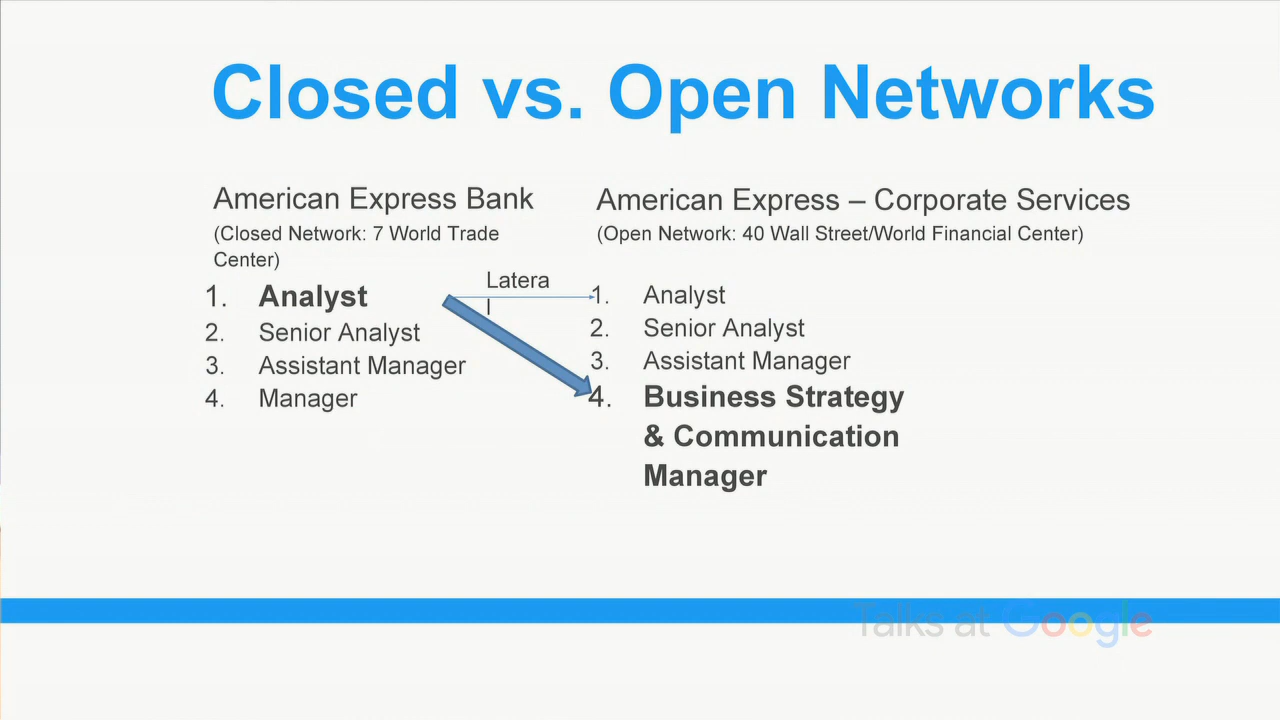 Closed vs. Open Networks
American Express Bank
(Closed Network: 7 World Trade
Center)
1. Analyst
2. Senior Analyst
3. Assistant Manager
4. Manager
Latera
l
American Express – Corporate Services
(Open Network: 40 Wall Street/World Financial Center)
1. Analyst
2. Senior Analyst
3. Assistant Manager
4. Business Strategy
& Communication
Manager
Talks at Google